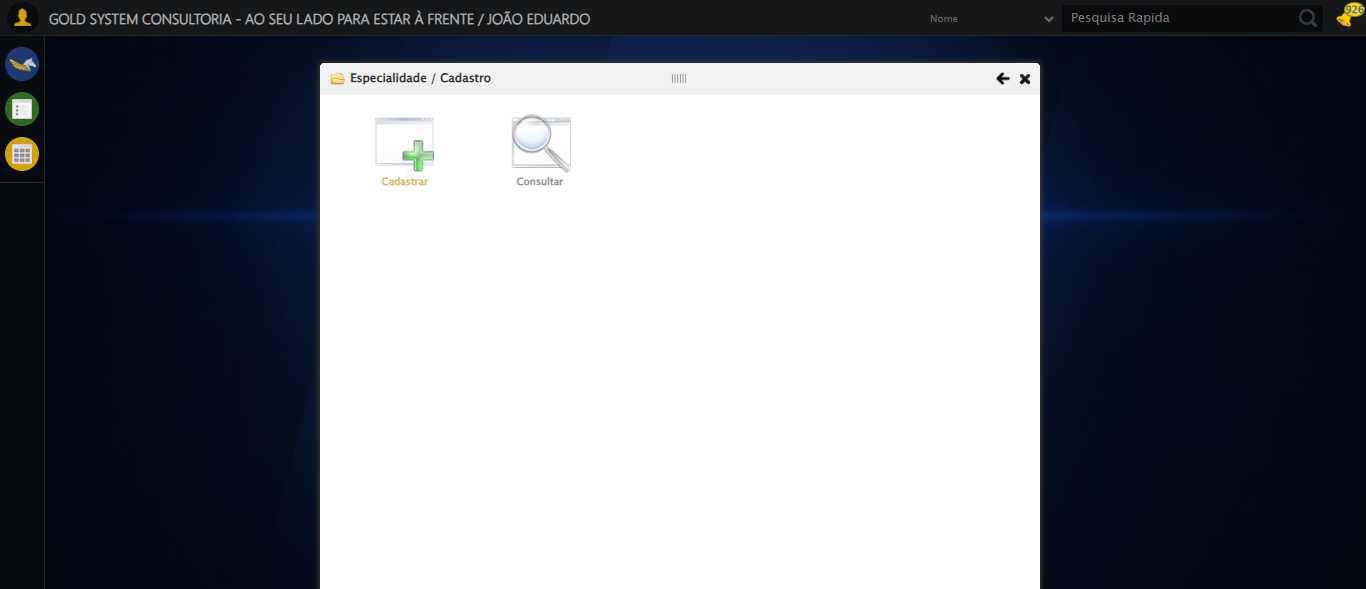 GOLD SYSTEM CONSULTORIA - AO SEU LADO PARA ESTAR À FRENTE / JOÃO EDUARDO
Nome
Pesquisa Rapida
926
Especialidade / Cadastro
Cadastrar
Consultar